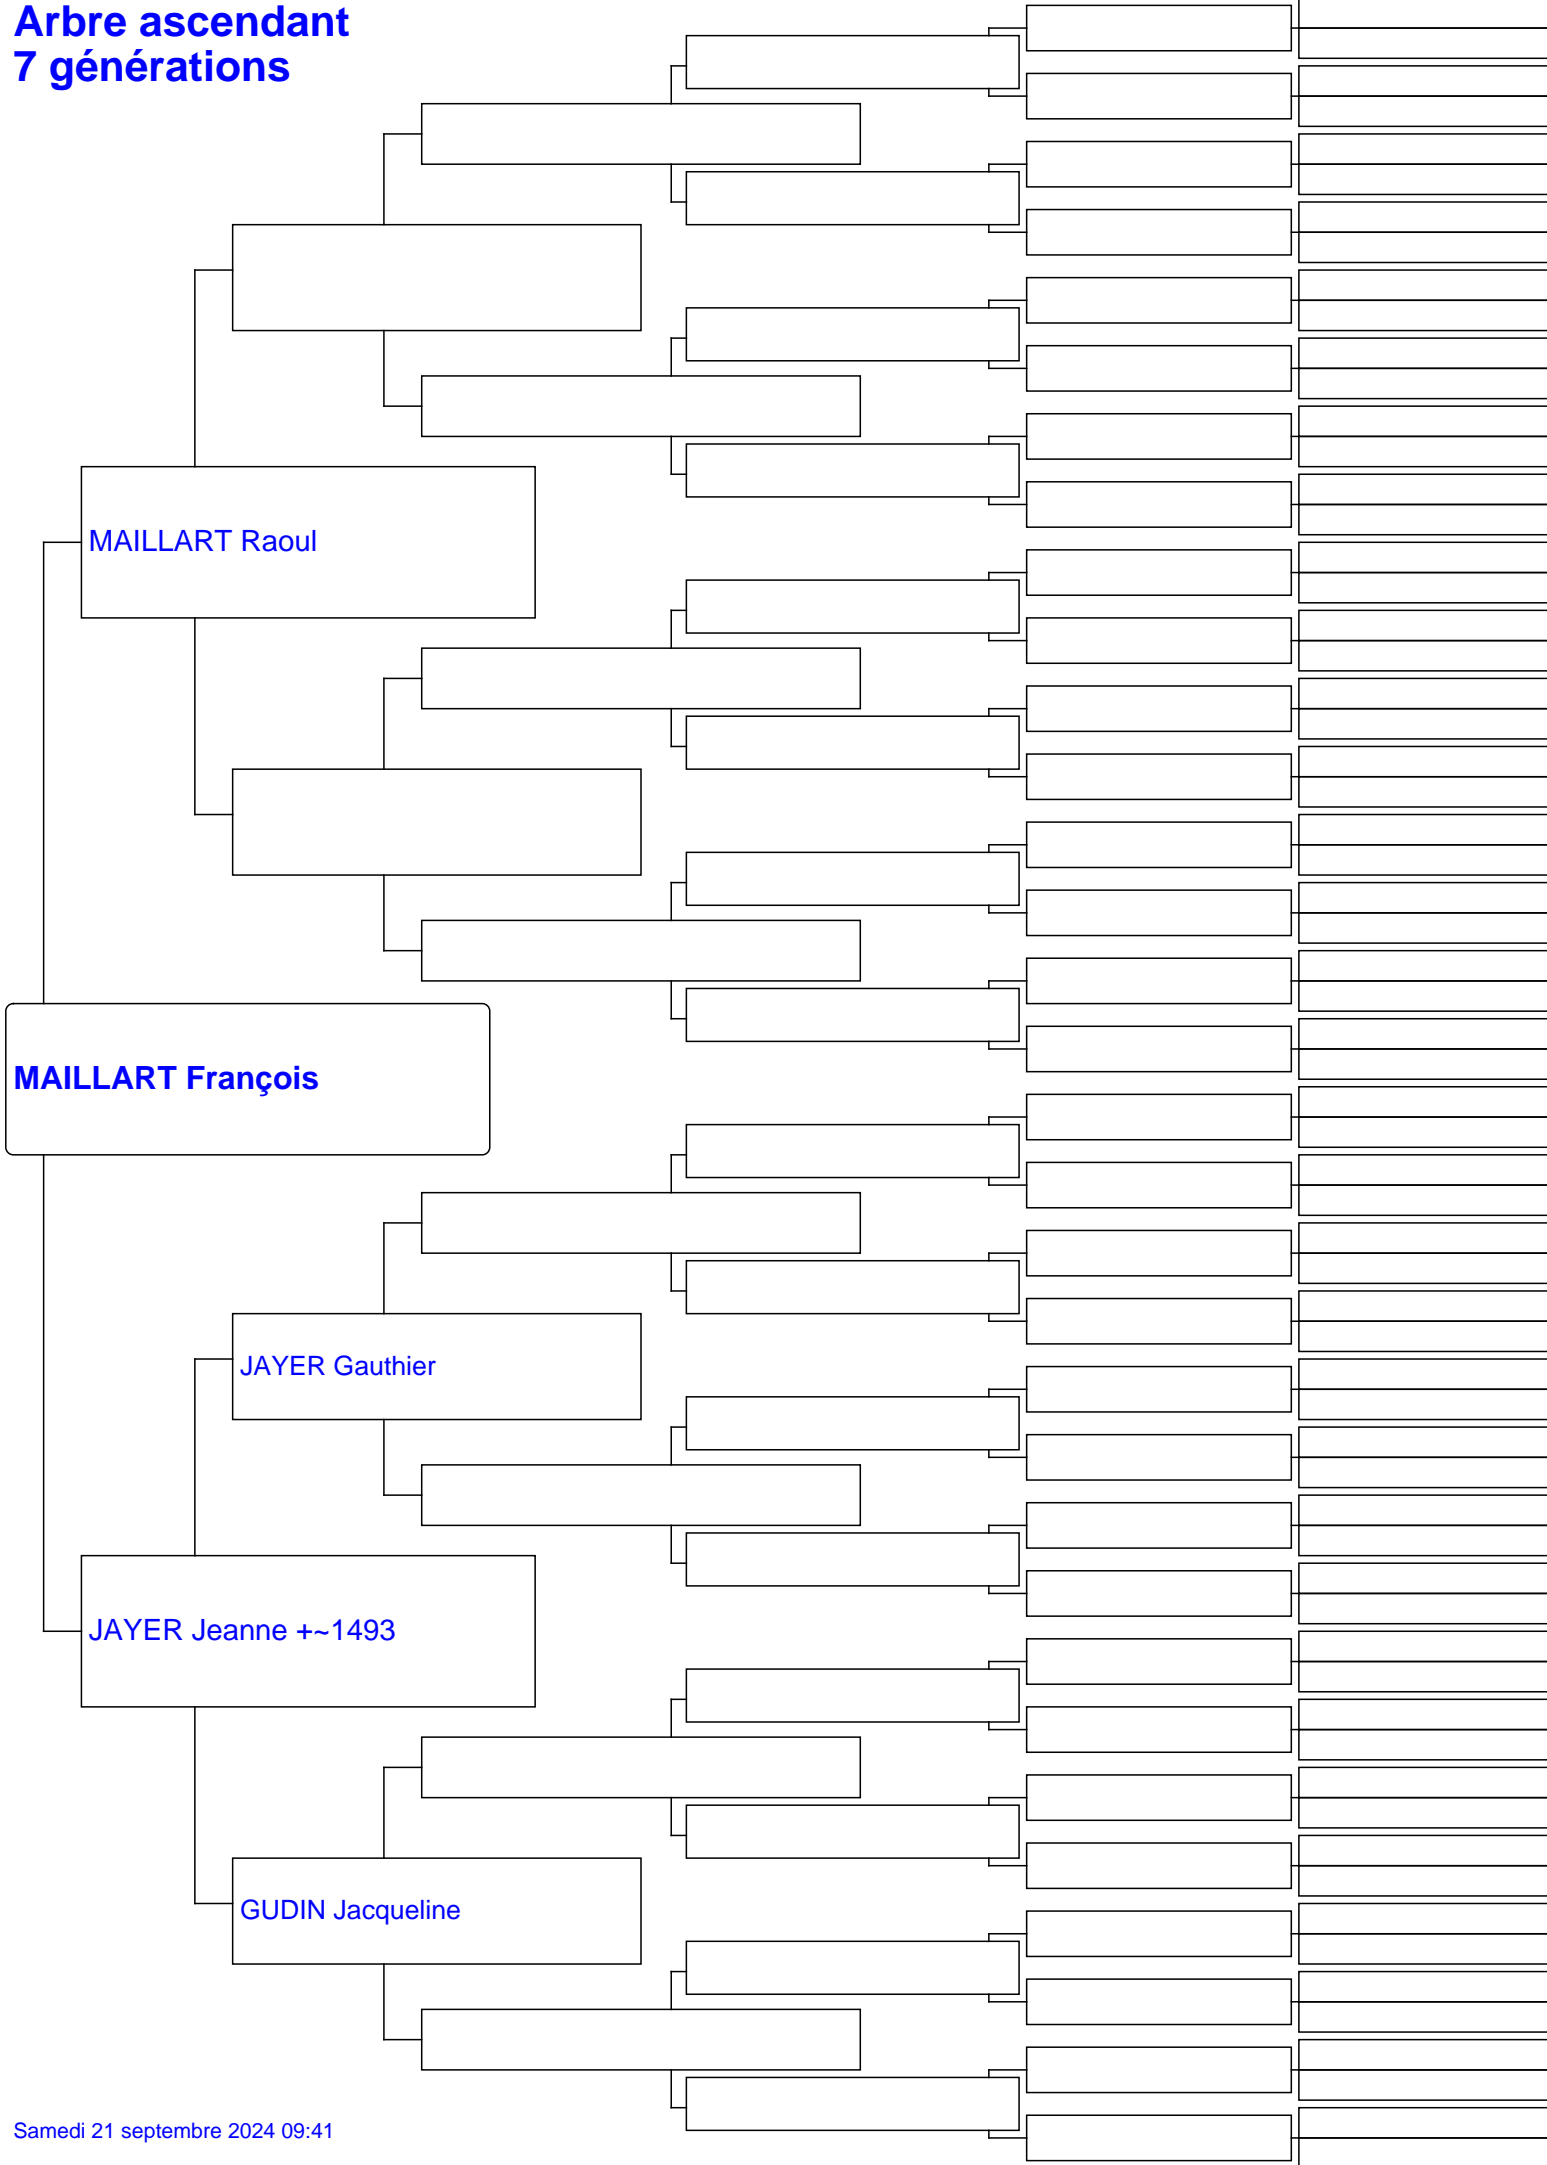 Arbre ascendant
7 générations
MAILLART Raoul
MAILLART François
JAYER Gauthier
JAYER Jeanne +~1493
GUDIN Jacqueline
Samedi 21 septembre 2024 09:41